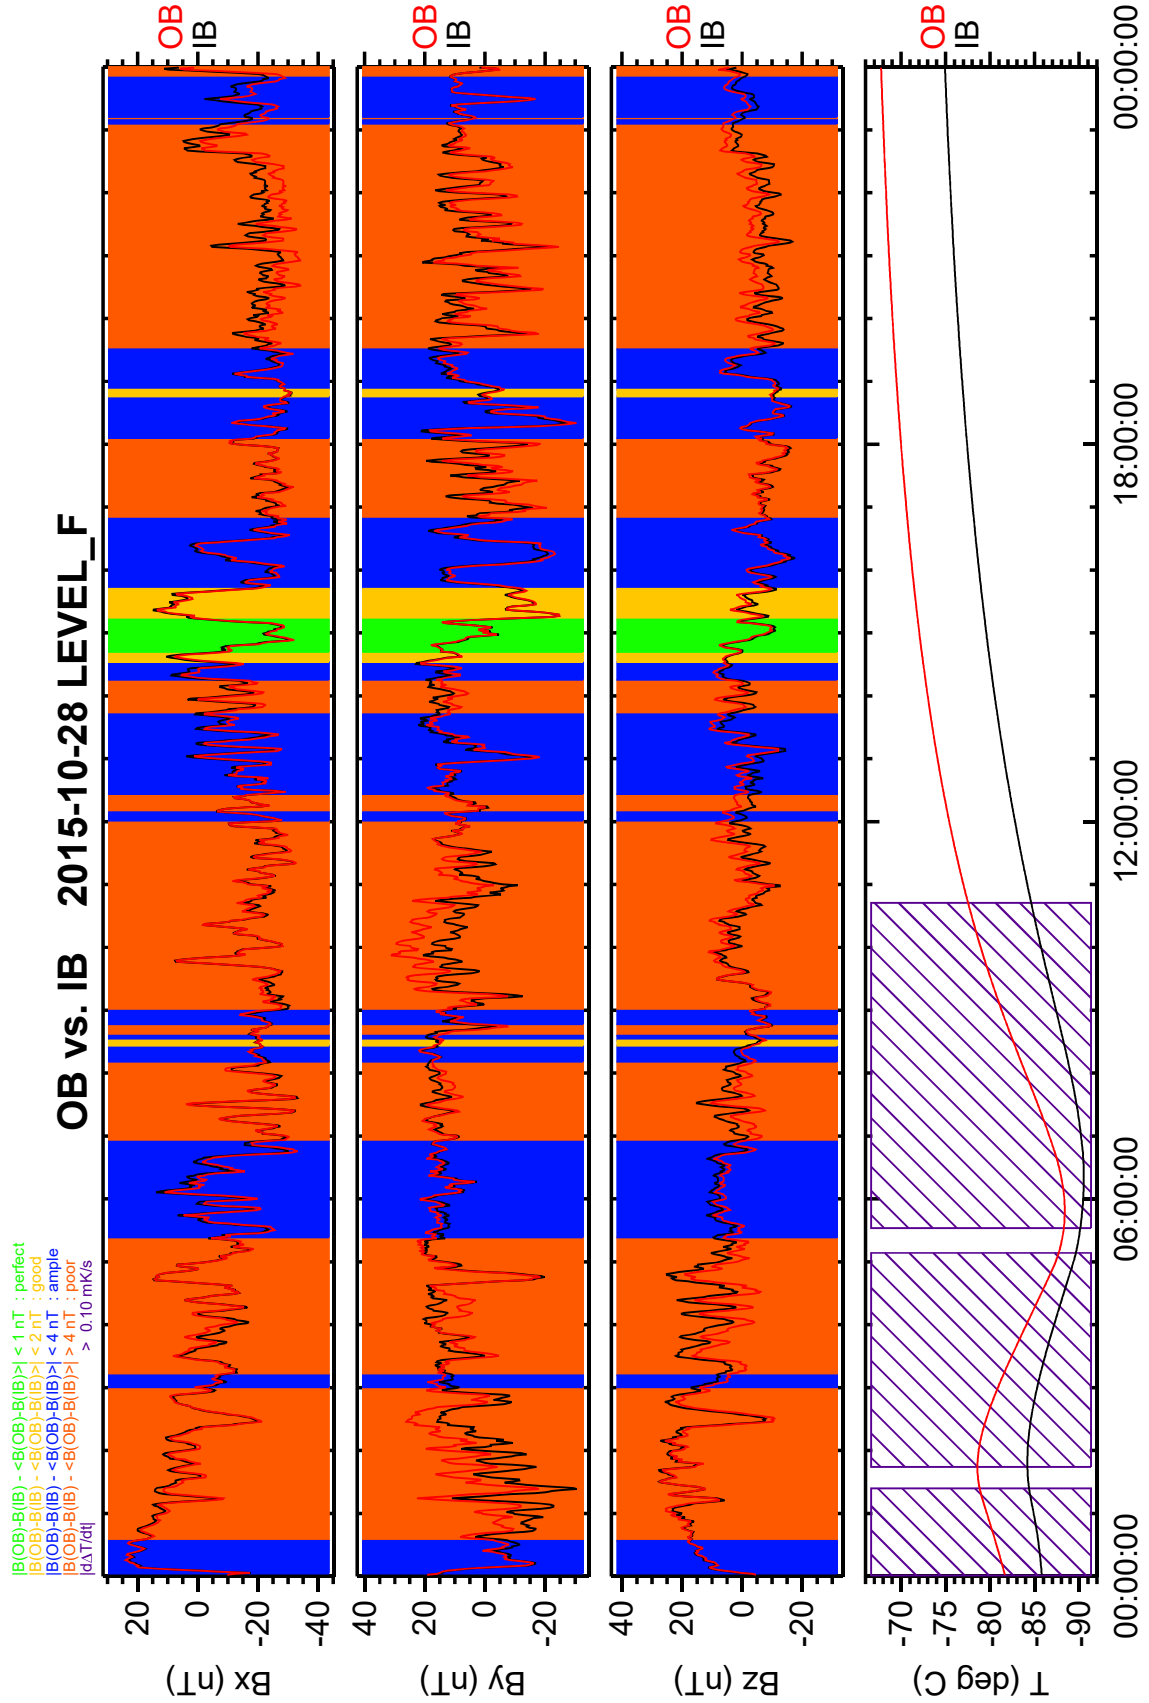 OB vs. IB 2015-10-28 LEVEL_F
|B(OB)-B(IB) - <B(OB)-B(IB)>| < 1 nT : perfect
|B(OB)-B(IB) - <B(OB)-B(IB)>| < 2 nT : good
|B(OB)-B(IB) - <B(OB)-B(IB)>| < 4 nT : ample
|B(OB)-B(IB) - <B(OB)-B(IB)>| > 4 nT : poor
|dΔT/dt| > 0.10 mK/s
Bx (nT)
20
0
-20
-40
OB
IB
By (nT)
20
0
-20
OB
IB
Bz (nT)
40
20
0
-20
OB
IB
T (deg C)
-70
-75
-80
-85
-90
OB
IB
00:00:00
06:00:00
12:00:00
18:00:00
00:00:00